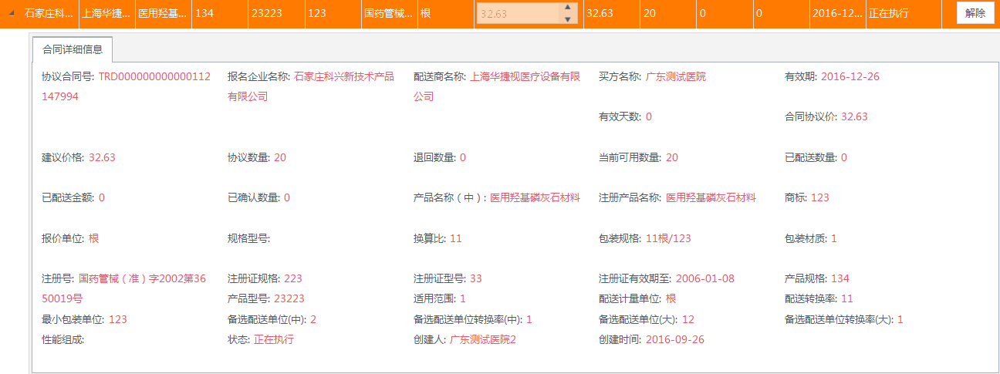 石家庄科... 上海华捷... 医用羟基... 134 23223 123 国药管械... 根 32.63 32.63 20 0 0 2016-12... 正在执行 解除
合同详细信息
协议合同号: TRD000000000000112 报名企业名称: 石家庄科兴新技术产品 配送商名称: 上海华捷视医疗设备有限 买方名称: 广东测试医院 有效期: 2016-12-26
147994 有限公司 公司
有效天数: 0 合同协议价: 32.63
建议价格: 32.63 协议数量: 20 退回数量: 0 当前可用数量: 20 已配送数量: 0
已配送金额: 0 已确认数量: 0 产品名称（中）: 医用羟基磷灰石材料 注册产品名称: 医用羟基磷灰石材料 商标: 123
报价单位: 根 规格型号: 换算比: 11 包装规格: 11根/123 包装材质: 1
注册号: 国药管械（准）字2002第36 注册证规格: 223 注册证型号: 33 注册证有效期至: 2006-01-08 产品规格: 134
50019号 产品型号: 23223 适用范围: 1 配送计量单位: 根 配送转换率: 11
最小包装单位: 123 备选配送单位(中): 2 备选配送单位转换率(中): 1 备选配送单位(大): 12 备选配送单位转换率(大): 1
性能组成: 状态: 正在执行 创建人: 广东测试医院2 创建时间: 2016-09-26